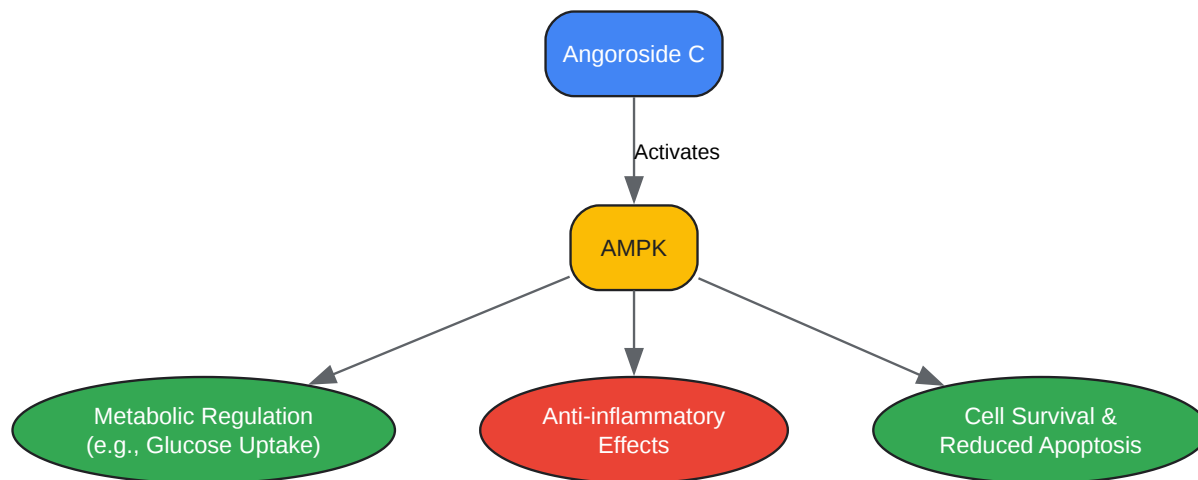 Angoroside C
Activates
AMPK
Metabolic Regulation
(e.g., Glucose Uptake)
Anti-inflammatory
Effects
Cell Survival &
Reduced Apoptosis